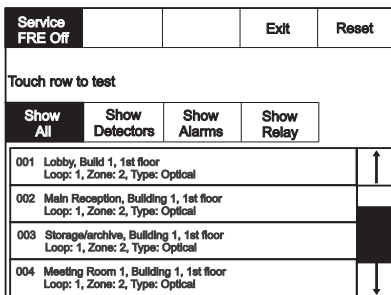 Service
FRE Off
Exit
Reset
Touch row to test
Show
All
Show
Detectors
Show
Alarms
Show
Relay
001 Lobby, Build 1, 1st floor
Loop: 1, Zone: 2, Type: Optical
002 Main Reception, Building 1, 1st floor
Loop: 1, Zone: 2, Type: Optical
003 Storage/archive, Building 1, 1st floor
Loop: 1, Zone: 2, Type: Optical
004 Meeting Room 1, Building 1, 1st floor
Loop: 1, Zone: 2, Type: Optical